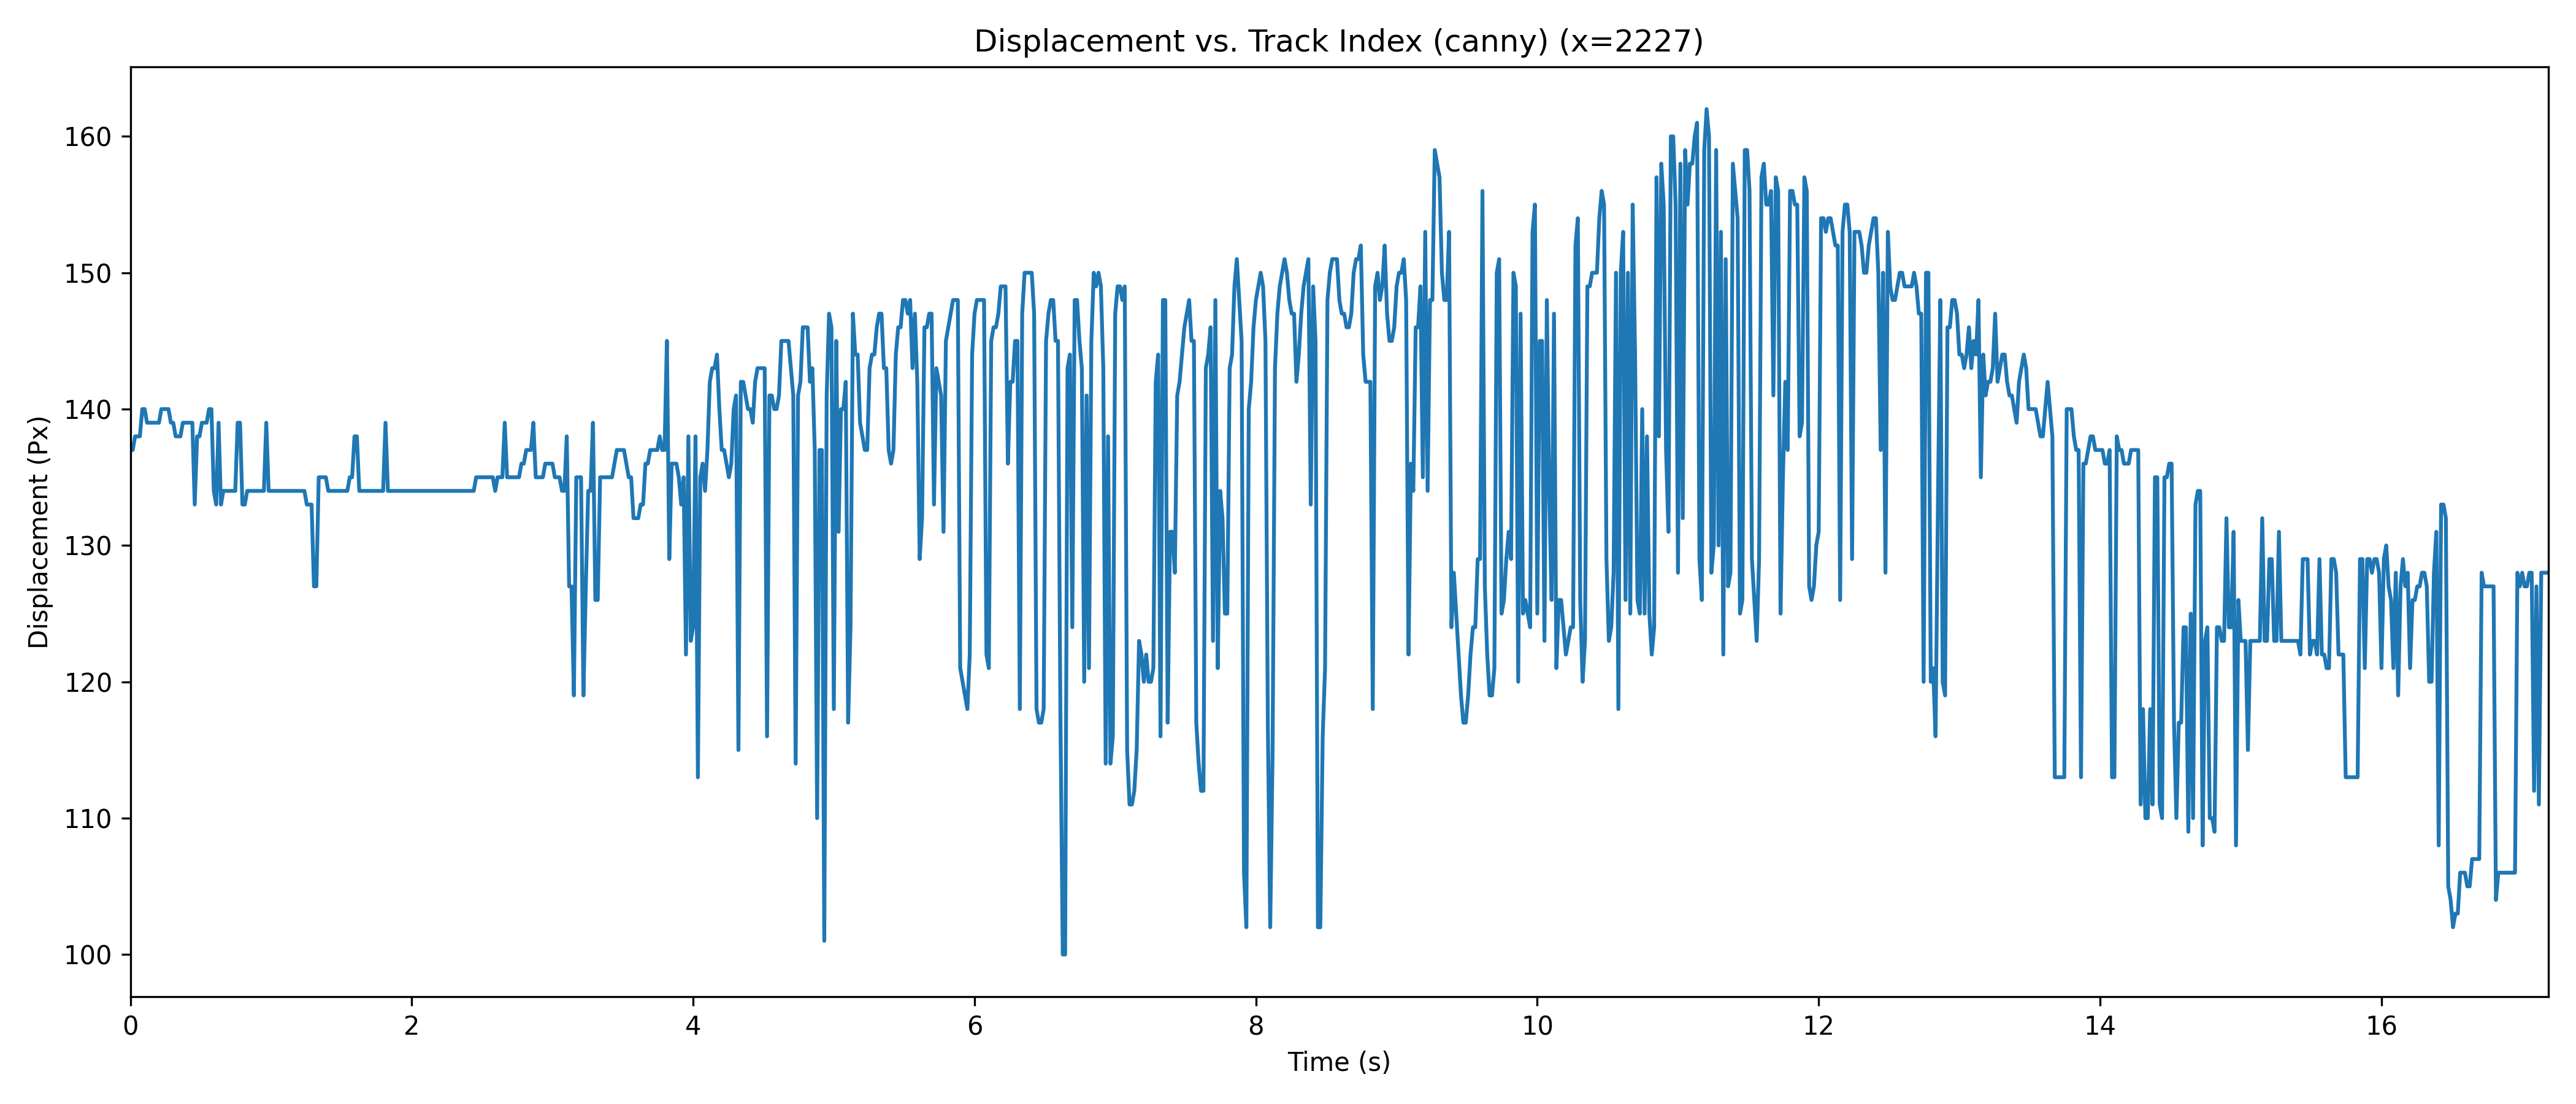 Displacement vs. Track Index (canny) (x=2227)
160
150
140
130
120
110
100
Displacement (Px)
0 2 4 6 8 10 12 14 16
Time (s)